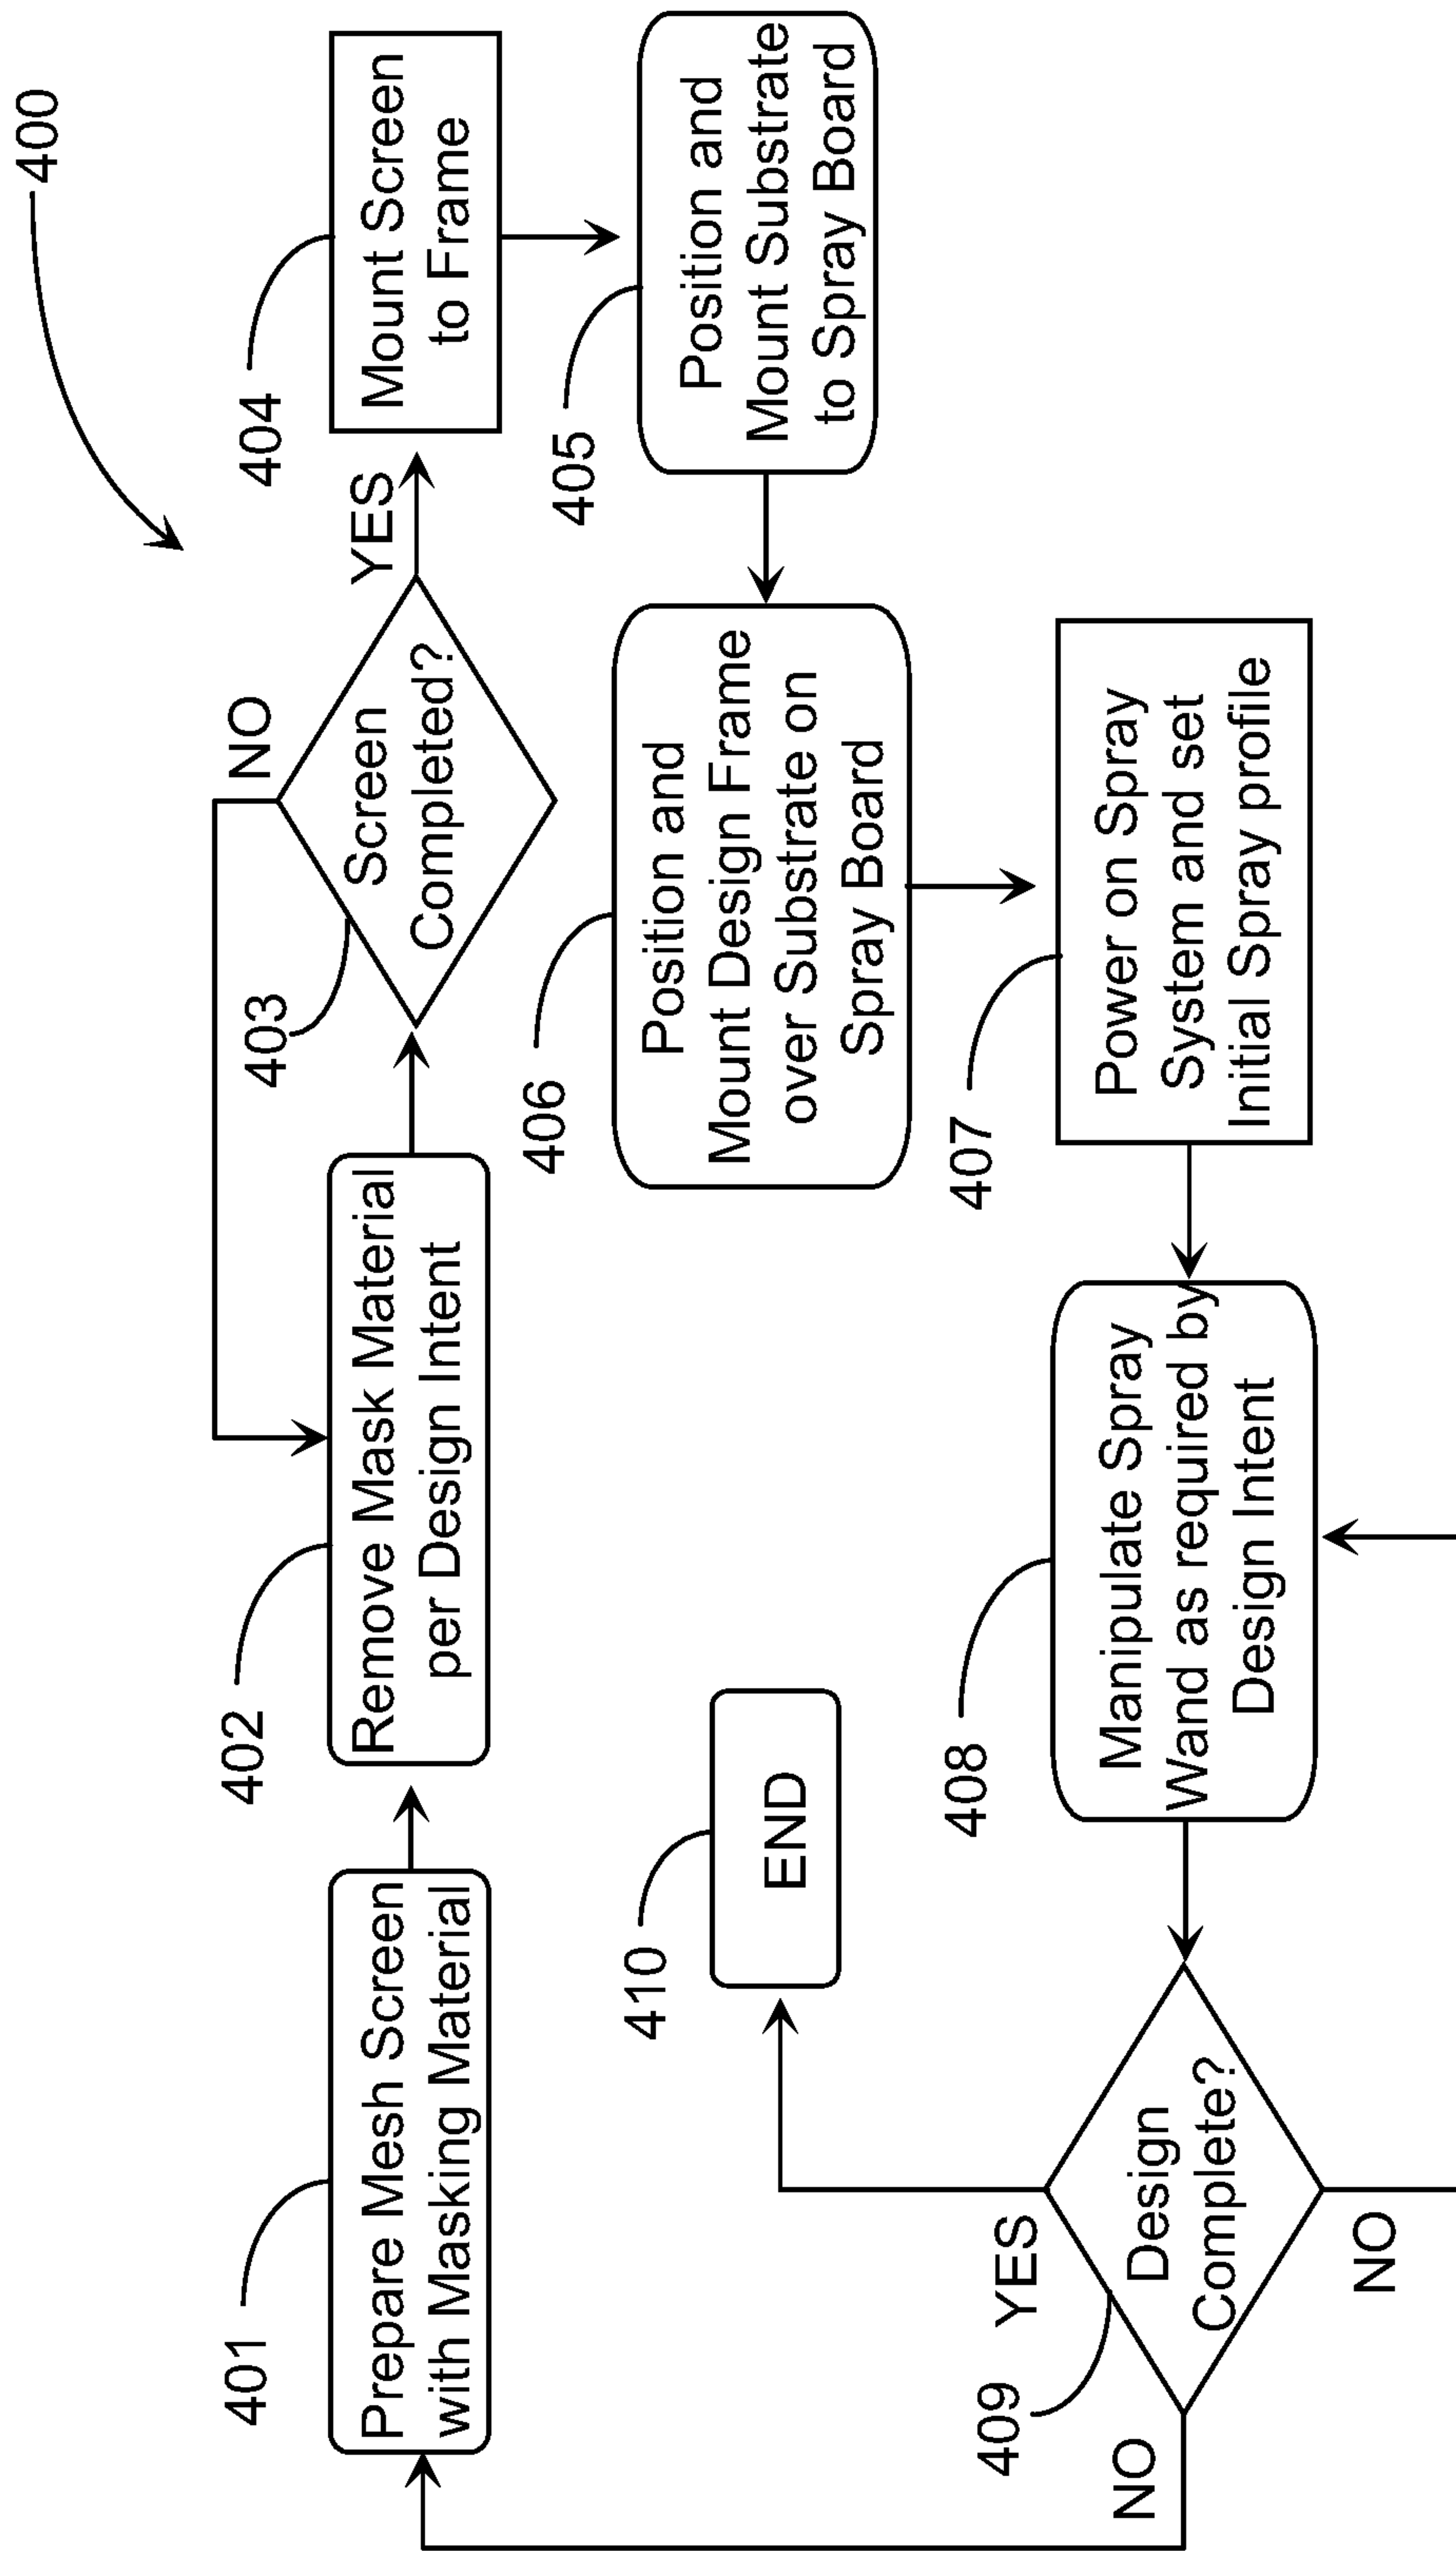 400
401
Prepare Mesh Screen
with Masking Material
402
Remove Mask Material
per Design Intent
403
Screen
Completed?
NO
YES
404
Mount Screen
to Frame
405
Position and
Mount Substrate
to Spray Board
406
Position and
Mount Design Frame
over Substrate on
Spray Board
407
Power on Spray
System and set
Initial Spray profile
408
Manipulate Spray
Wand as required by
Design Intent
409
Design
Complete?
YES
NO
NO
410
END